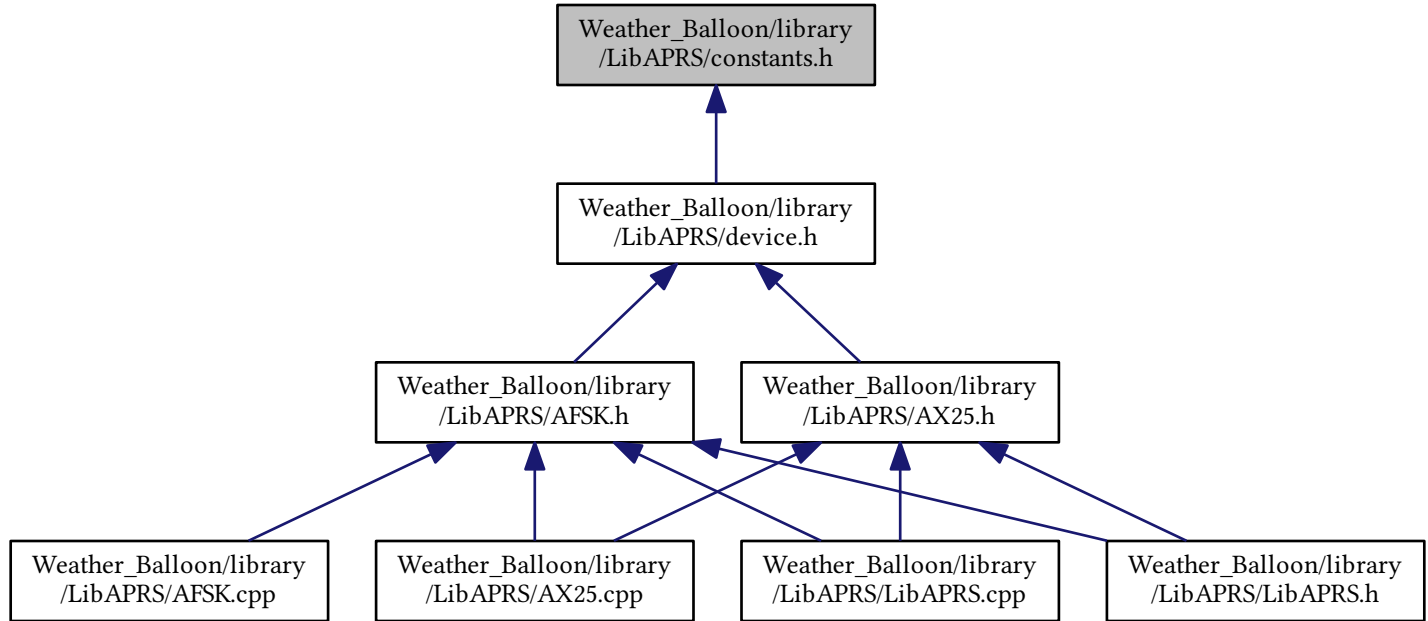 Weather_Balloon/library
/LibAPRS/constants.h
Weather_Balloon/library
/LibAPRS/device.h
Weather_Balloon/library
/LibAPRS/AFSK.h
Weather_Balloon/library
/LibAPRS/AX25.h
Weather_Balloon/library
/LibAPRS/AFSK.cpp
Weather_Balloon/library
/LibAPRS/AX25.cpp
Weather_Balloon/library
/LibAPRS/LibAPRS.cpp
Weather_Balloon/library
/LibAPRS/LibAPRS.h